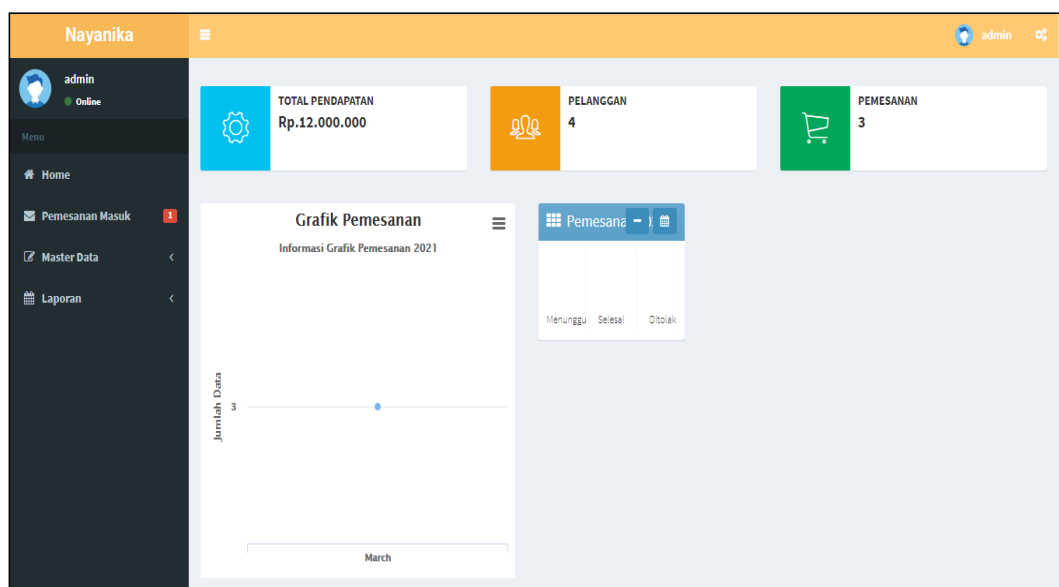 Nayanika
admin
admin
Online
Menu
Home
Pemesanan Masuk 1
Master Data
Laporan
TOTAL PENDAPATAN
Rp.12.000.000
PELANGGAN
4
PEMESANAN
3
Grafik Pemesanan
Informasi Grafik Pemesanan 2021
Jumlah Data
3
March
Pemesana
Menunggu Selesai Ditolak